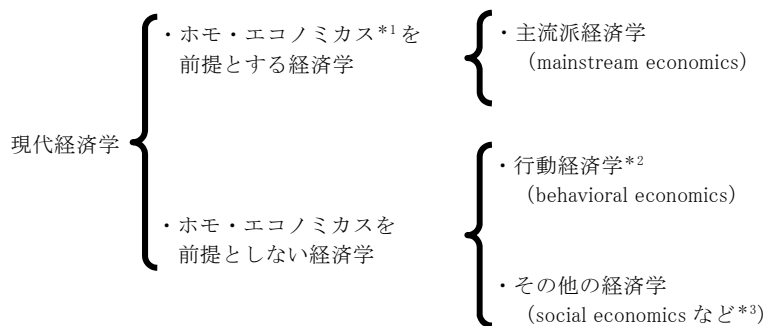 ・ホモ・エコノミカス*1を
前提とする経済学
・主流派経済学
（mainstream economics）
現代経済学
・行動経済学*2
（behavioral economics）
・ホモ・エコノミカスを
前提としない経済学
・その他の経済学
（social economics など*3）